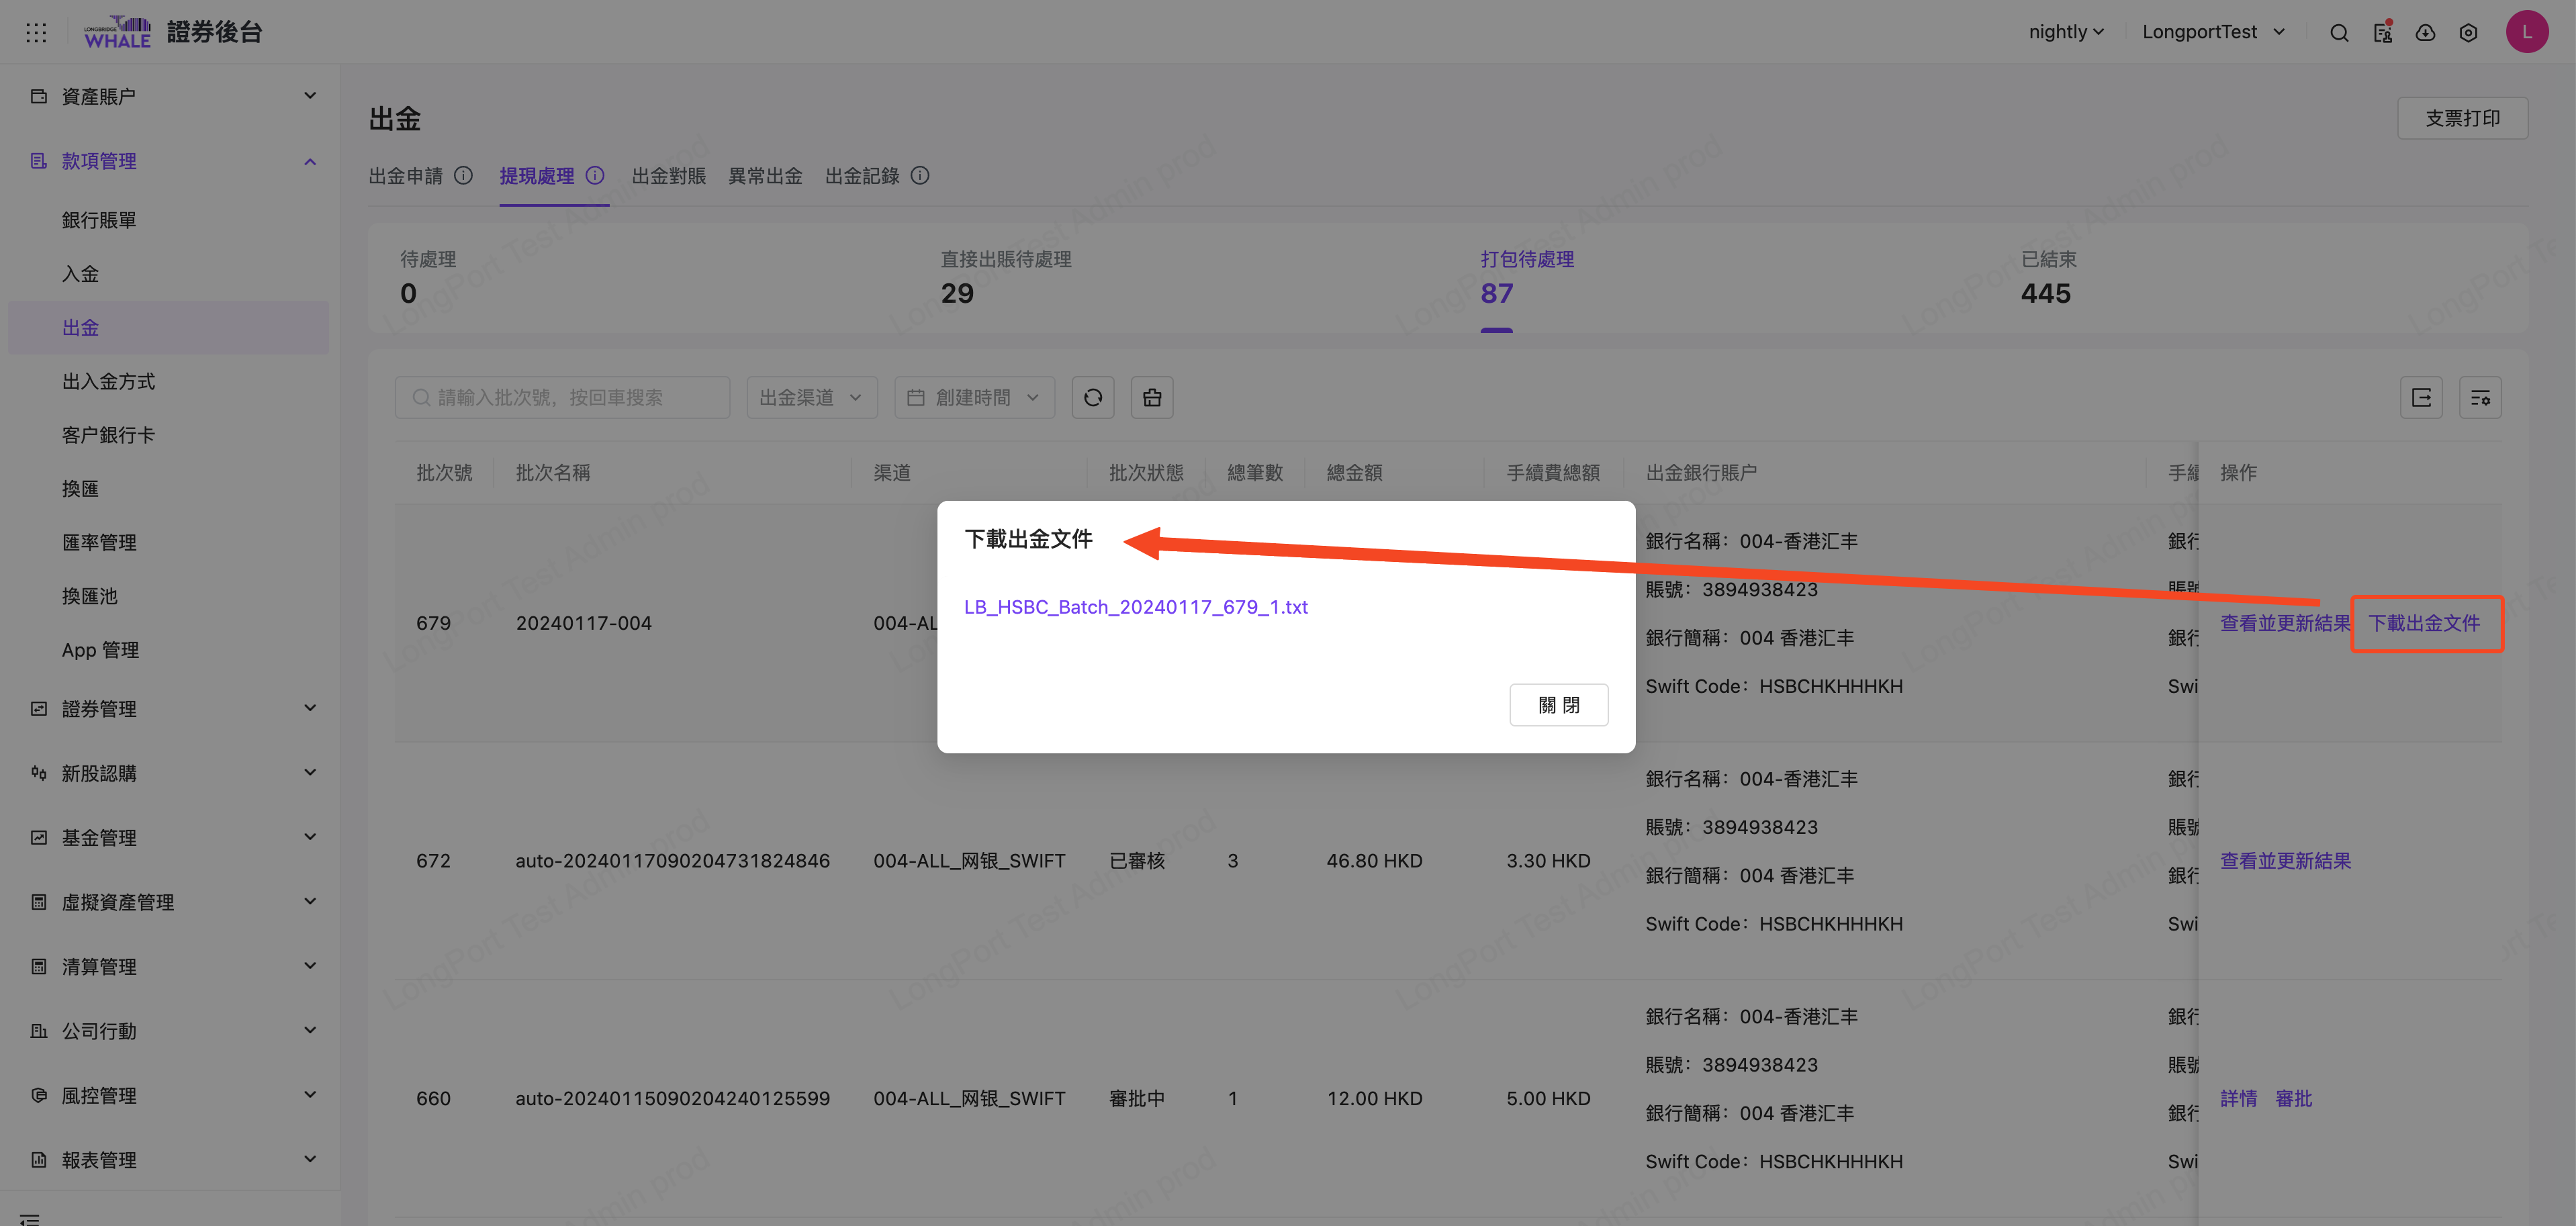 LONGBRIDGE
WHALE
證券後台
nightly
LongportTest
L
資產賬户
款項管理
銀行賬單
入金
出金
出入金方式
客户銀行卡
換匯
匯率管理
換匯池
App 管理
證券管理
新股認購
基金管理
虛擬資產管理
清算管理
公司行動
風控管理
報表管理
出金
支票打印
出金申請 提現處理 出金對賬 異常出金 出金記錄
待處理 直接出賬待處理 打包待處理 已結束
0 29 87 445
請輸入批次號，按回車搜索 出金渠道 創建時間
批次號 批次名稱 渠道 批次狀態 總筆數 總金額 手續費總額 出金銀行賬户 手續 操作
下載出金文件
LB_HSBC_Batch_20240117_679_1.txt
關 閉
679 20240117-004 004-AL
銀行名稱：004-香港汇丰 銀行
賬號：3894938423 賬號
銀行簡稱：004 香港汇丰 銀行
Swift Code：HSBCHKHHHKH Swi
查看並更新結果 下載出金文件
672 auto-20240117090204731824846 004-ALL_网银_SWIFT 已審核 3 46.80 HKD 3.30 HKD
銀行名稱：004-香港汇丰 銀行
賬號：3894938423 賬號
銀行簡稱：004 香港汇丰 銀行
Swift Code：HSBCHKHHHKH Swi
查看並更新結果
660 auto-20240115090204240125599 004-ALL_网银_SWIFT 審批中 1 12.00 HKD 5.00 HKD
銀行名稱：004-香港汇丰 銀行
賬號：3894938423 賬號
銀行簡稱：004 香港汇丰 銀行
Swift Code：HSBCHKHHHKH Swi
詳情 審批
LongPort Test Admin prod